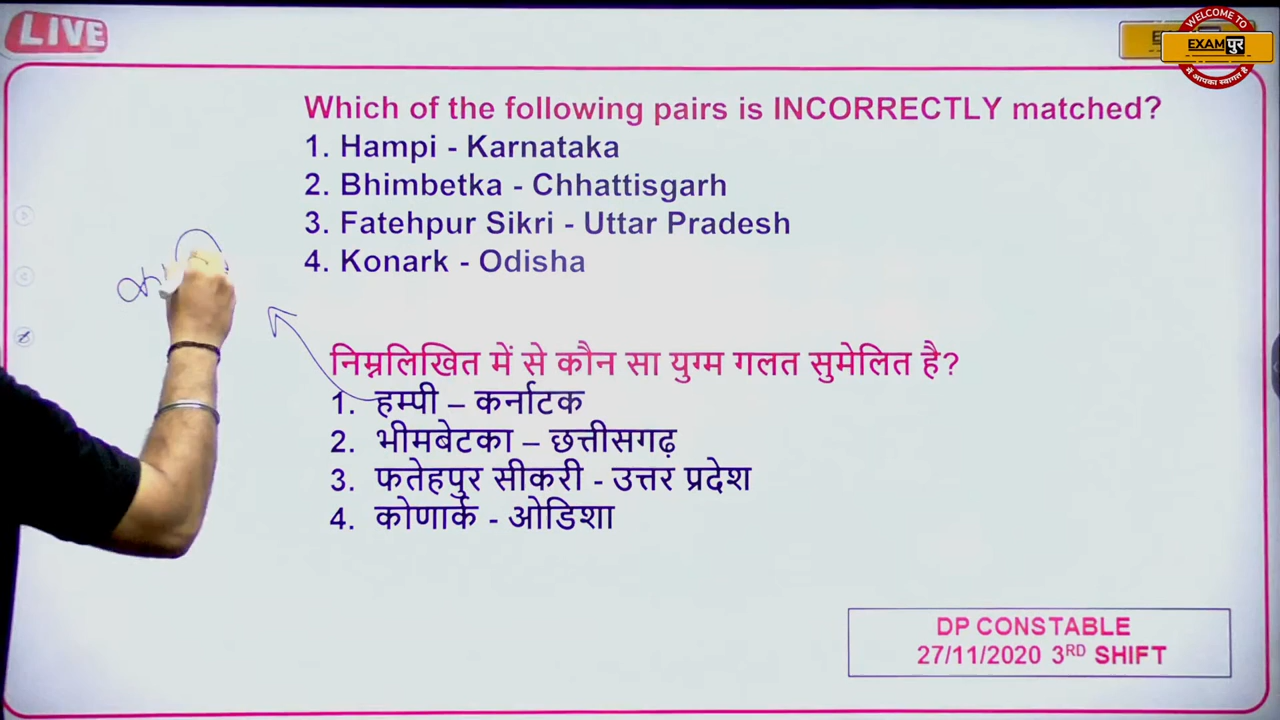 LIVE
WELCOME TO
EXAMपुर
में आपका स्वागत है
Which of the following pairs is INCORRECTLY matched?
1. Hampi - Karnataka
2. Bhimbetka - Chhattisgarh
3. Fatehpur Sikri - Uttar Pradesh
4. Konark - Odisha
निम्नलिखित में से कौन सा युग्म गलत सुमेलित है?
1. हम्पी – कर्नाटक
2. भीमबेटका – छत्तीसगढ़
3. फतेहपुर सीकरी - उत्तर प्रदेश
4. कोणार्क - ओडिशा
DP CONSTABLE
27/11/2020 3RD SHIFT